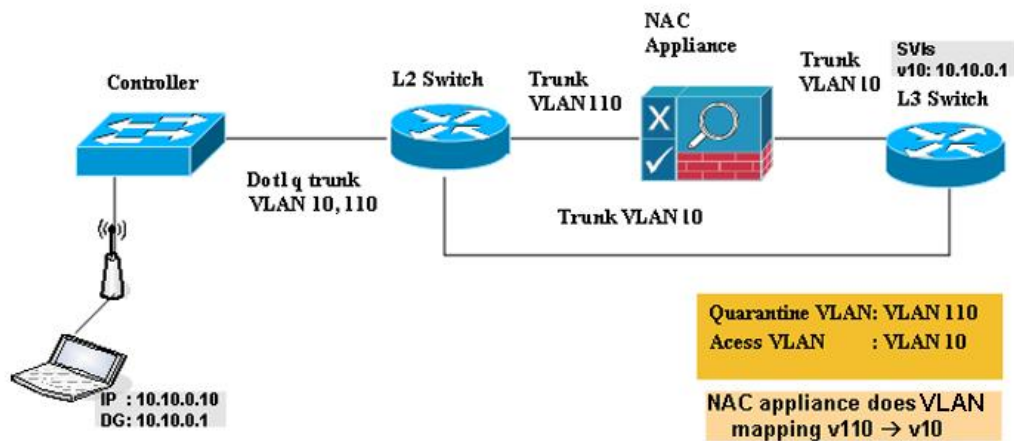 NAC
Appliance
Controller
L2 Switch
Trunk
VLAN 110
Trunk
VLAN 10
SVIs
v10: 10.10.0.1
L3 Switch
Dot1q trunk
VLAN 10, 110
Trunk VLAN 10
IP : 10.10.0.10
DG: 10.10.0.1
Quarantine VLAN: VLAN 110
Acess VLAN : VLAN 10
NAC appliance does VLAN
mapping v110 → v10